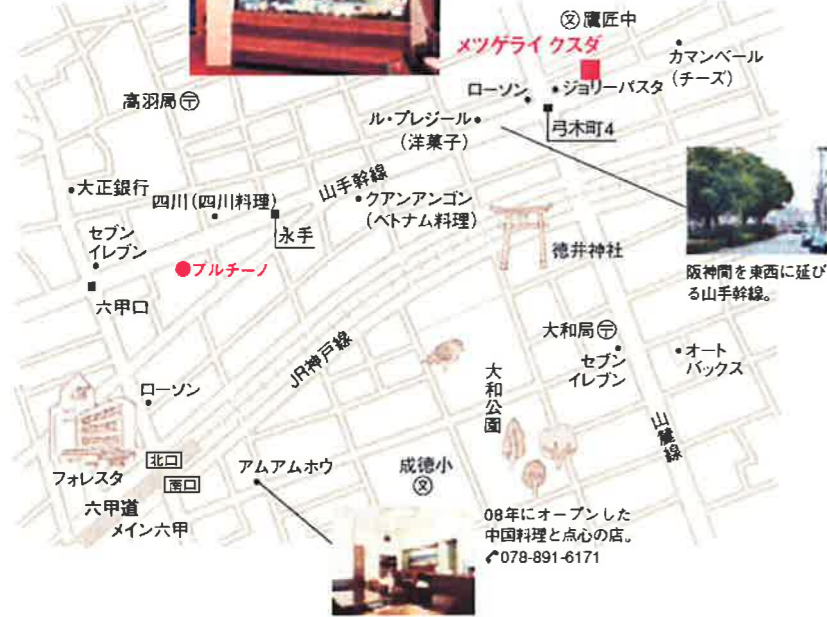 鷹匠中
メツゲライ クスダ
カマンベール
(チーズ)
ローソン
ジョリーパスタ
高羽局
ル・プレジール
(洋菓子)
弓木町4
大正銀行
四川(四川料理)
山手幹線
クアンアンゴン
(ベトナム料理)
永手
セブン
イレブン
プルチーノ
徳井神社
阪神間を東西に延び
る山手幹線。
六甲口
大和局
セブン
イレブン
オート
バックス
JR神戸線
大和公園
ローソン
山麓線
フォレスタ
北口
南口
アムアムホウ
成徳小
六甲道
メイン六甲
08年にオープンした
中国料理と点心の店。
078-891-6171